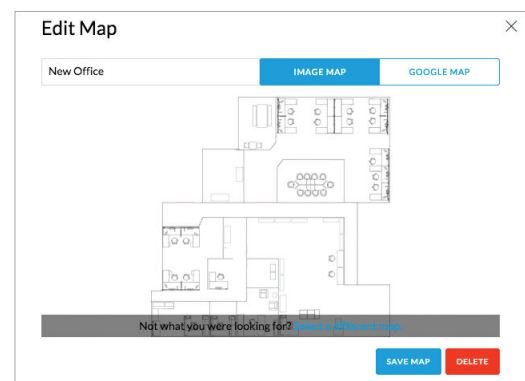 Edit Map
New Office
IMAGE MAP
GOOGLE MAP
Not what you were looking for? Select a different map.
SAVE MAP
DELETE